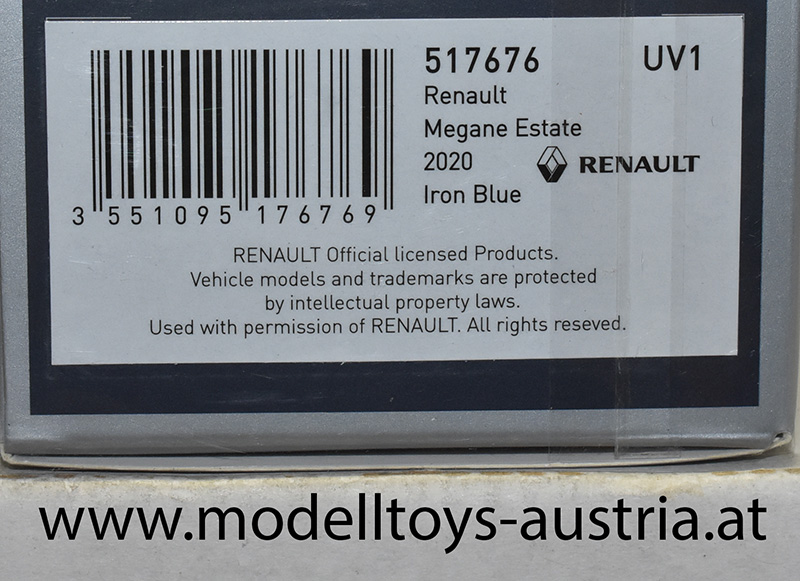 517676 UV1
Renault
Megane Estate
2020 RENAULT
Iron Blue
3 551095 176769
RENAULT Official licensed Products.
Vehicle models and trademarks are protected
by intellectual property laws.
Used with permission of RENAULT. All rights reseved.
www.modelltoys-austria.at